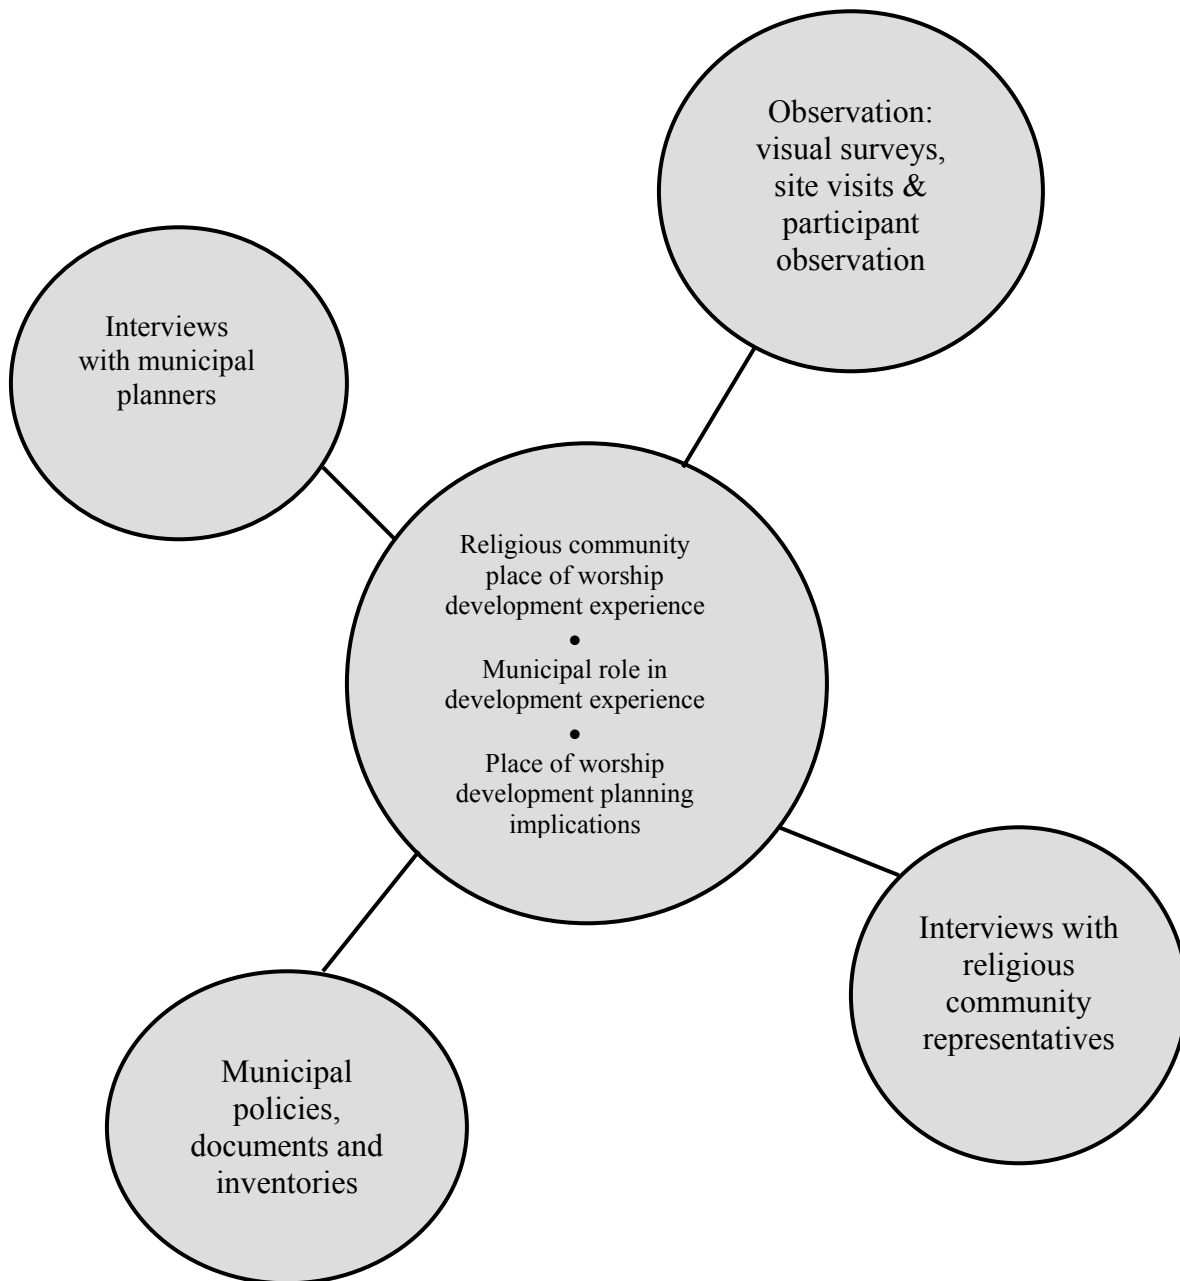 Observation:
visual surveys,
site visits &
participant
observation
Interviews
with municipal
planners
Religious community
place of worship
development experience
•
Municipal role in
development experience
•
Place of worship
development planning
implications
Interviews with
religious
community
representatives
Municipal
policies,
documents and
inventories